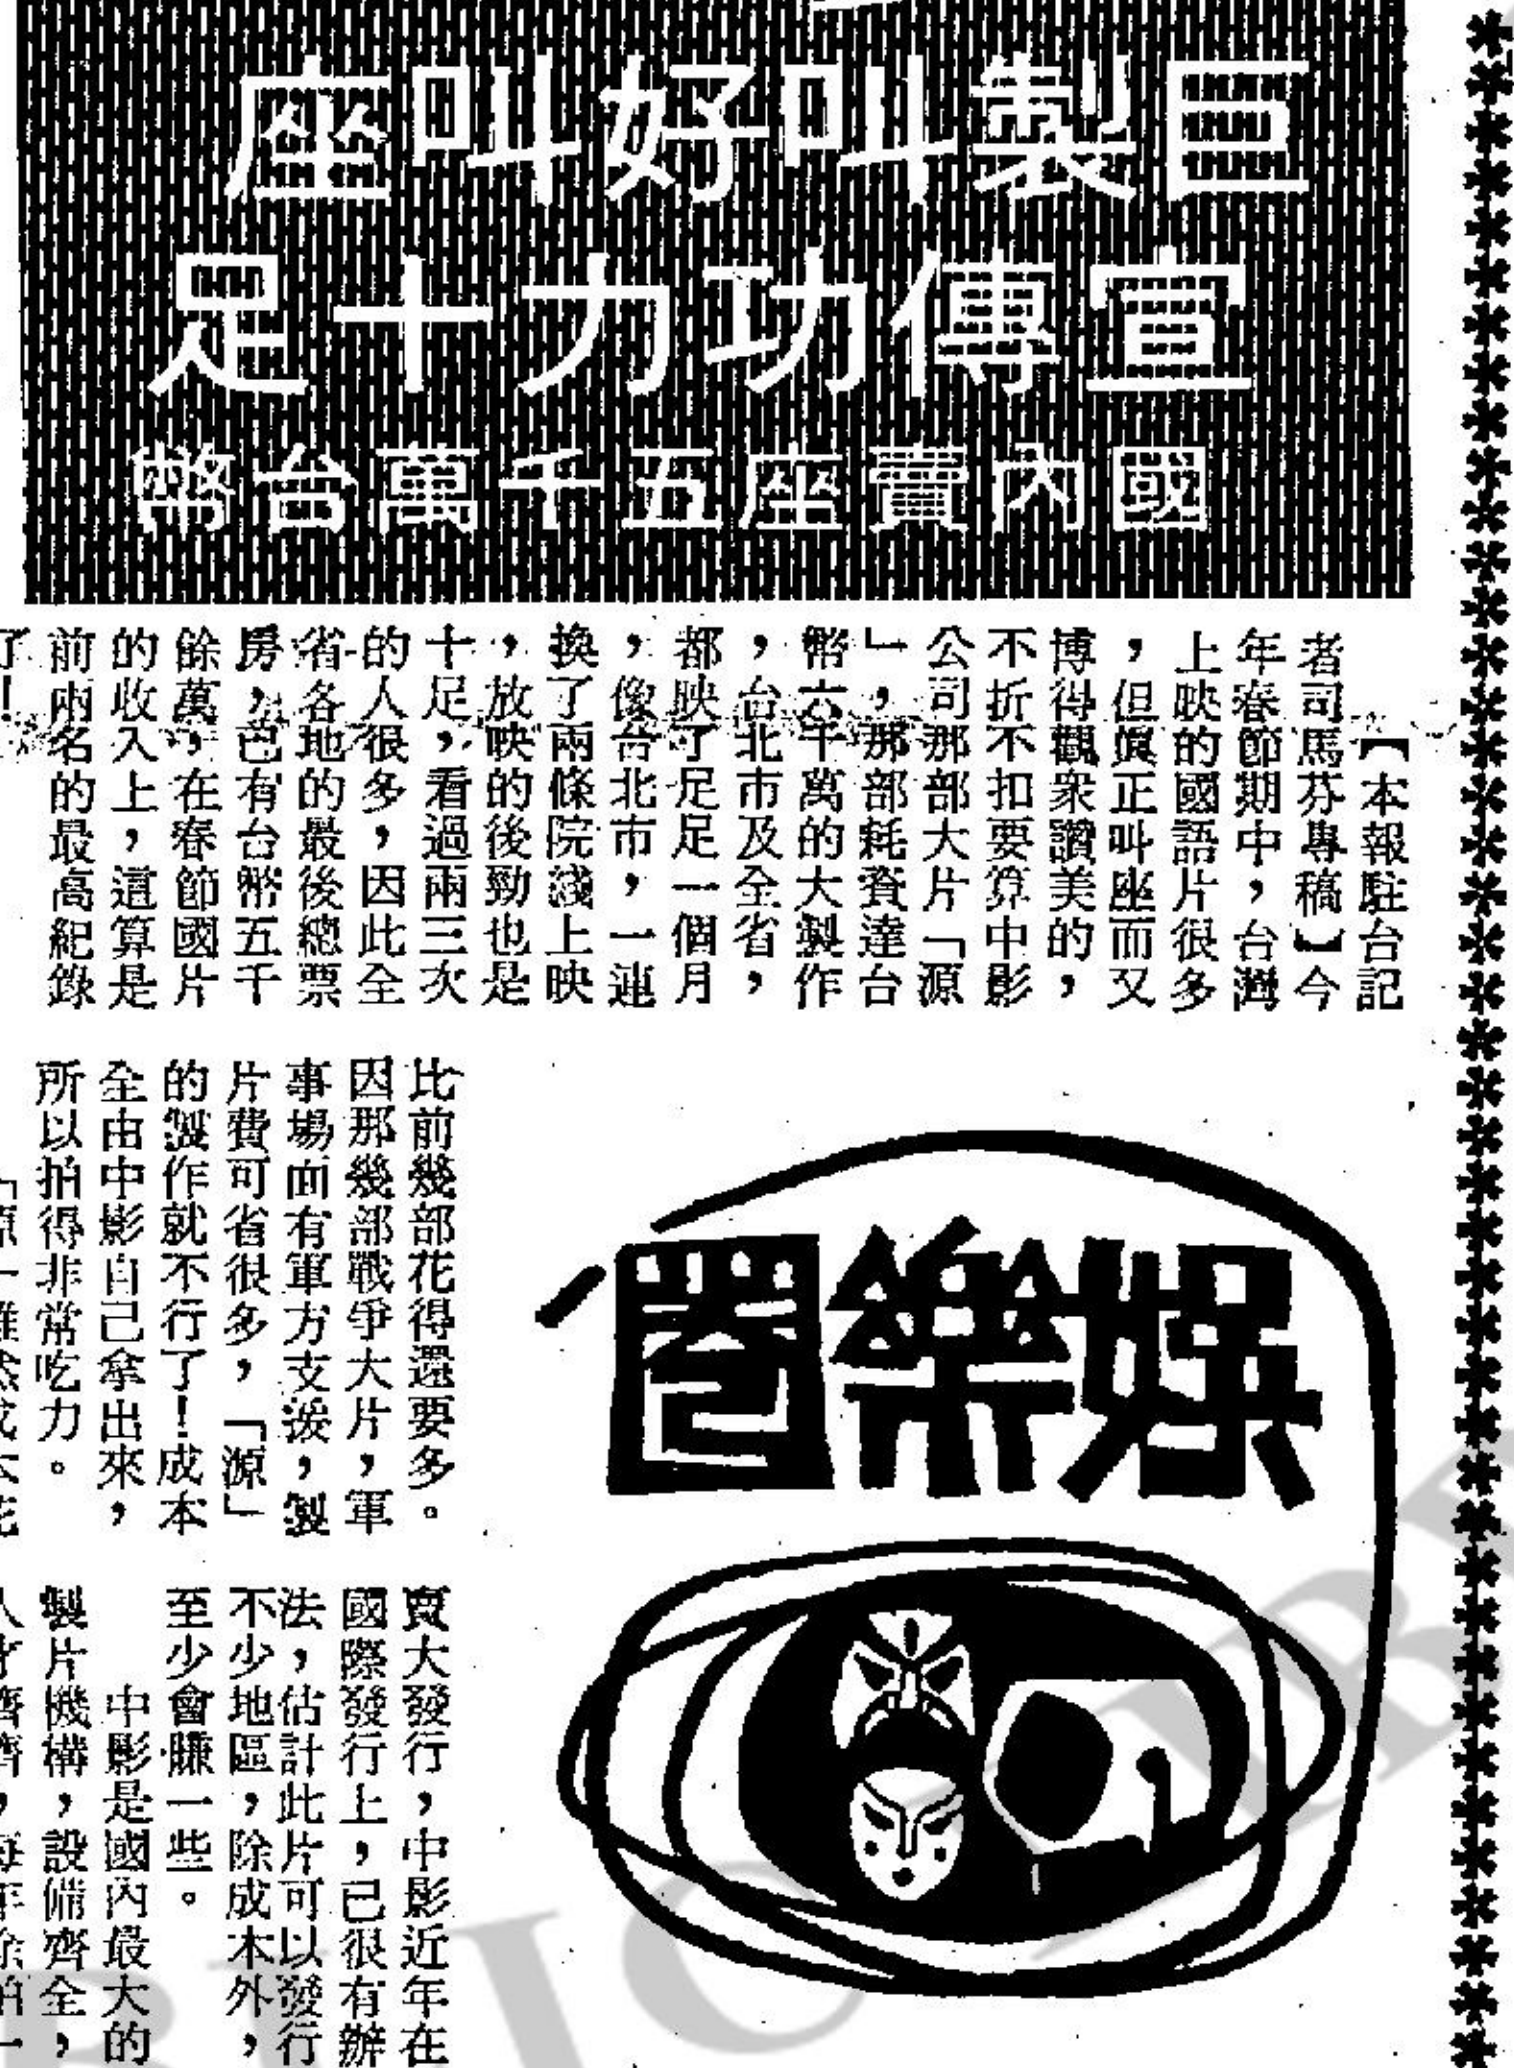 巨製叫好叫座
宣傳功力十足
國內賣座五千萬台幣
【本報駐台記
者司馬芬專稿】今
年春節期中，台灣
上映的國語片很多
，但眞正叫座而又
博得觀衆讚美的，
不折不扣要算中影
公司那部大片「源
」，那部耗資達台
幣六千萬的大製作
，台北市及全省，
都映了足足一個月
，像台北市，一連
換了兩條院綫上映
，放映的後勁也是
十足，看過兩三次
的人很多，因此全
省各地的最後總票
房，已有台幣五千
餘萬，在春節國片
的收入上，這算是
前兩名的最高紀錄
了！
娛樂圈
比前幾部花得還要多。
因那幾部戰爭大片，軍
事場面有軍方支援，製
片費可省很多，「源」
的製作就不行了！成本
全由中影自己拿出來，
所以拍得非常吃力。
賣大發行，中影近年在
國際發行上，已很有辦
法，估計此片可以發行
不少地區，除成本外，
至少會賺一些。
中影是國內最大的
製片機構，設備齊全，